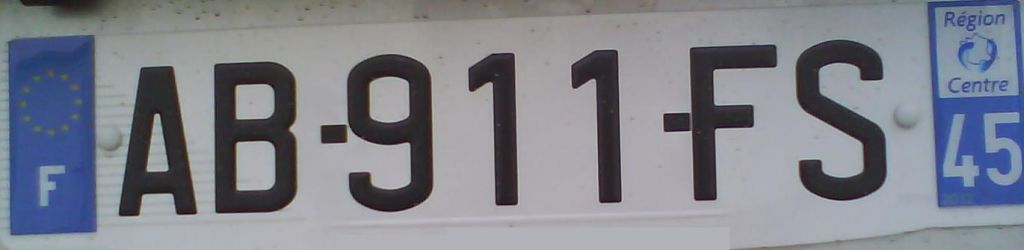 F AB-911-FS
Région
Centre
45